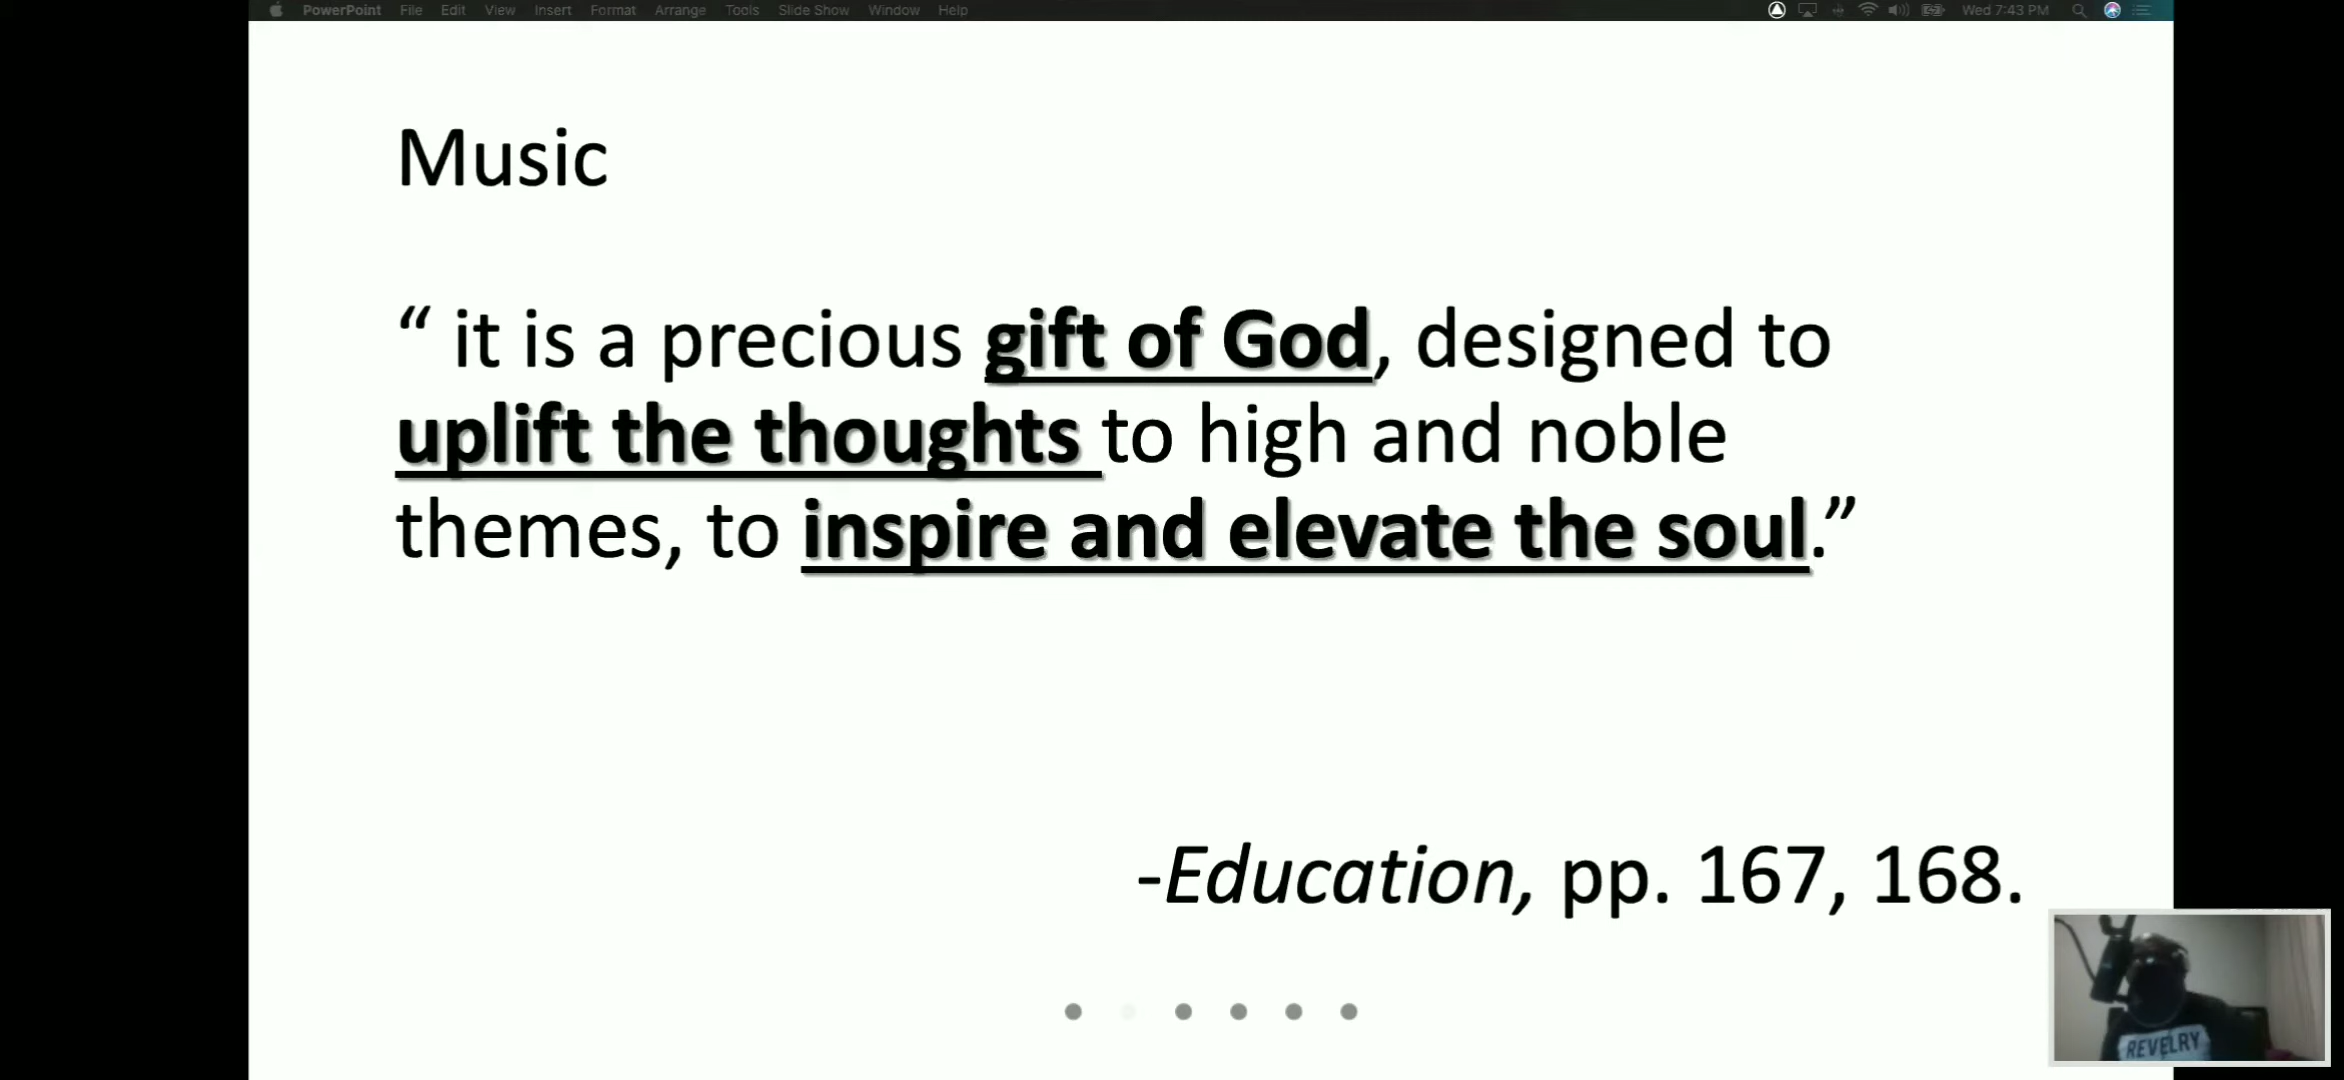 PowerPoint File Edit View Insert Format Arrange Tools Slide Show Window Help Wed 7:43 PM
Music
“ it is a precious gift of God, designed to
uplift the thoughts to high and noble
themes, to inspire and elevate the soul.”
-Education, pp. 167, 168.
REVELRY